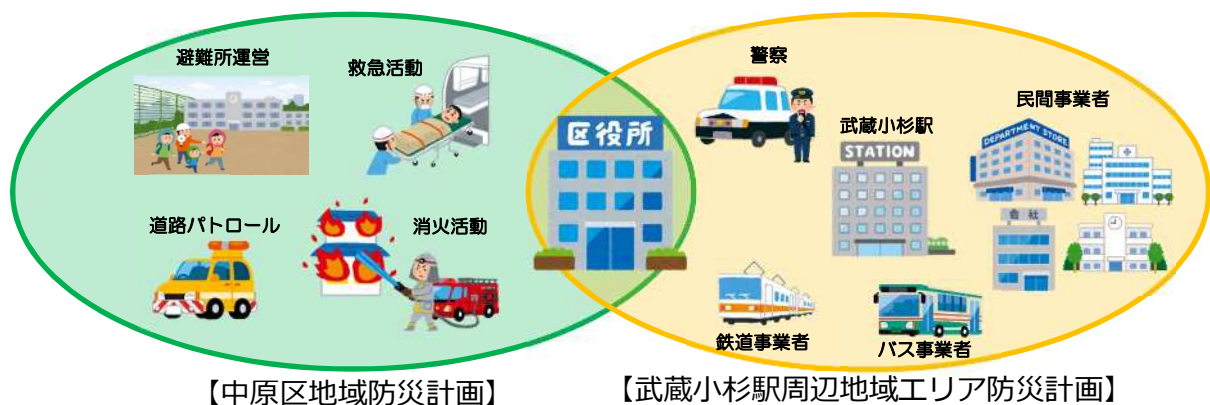 避難所運営
救急活動
道路パトロール
消火活動
区役所
警察
武蔵小杉駅
STATION
民間事業者
DEPARTMENT STORE
会社
鉄道事業者
バス事業者
【中原区地域防災計画】
【武蔵小杉駅周辺地域エリア防災計画】